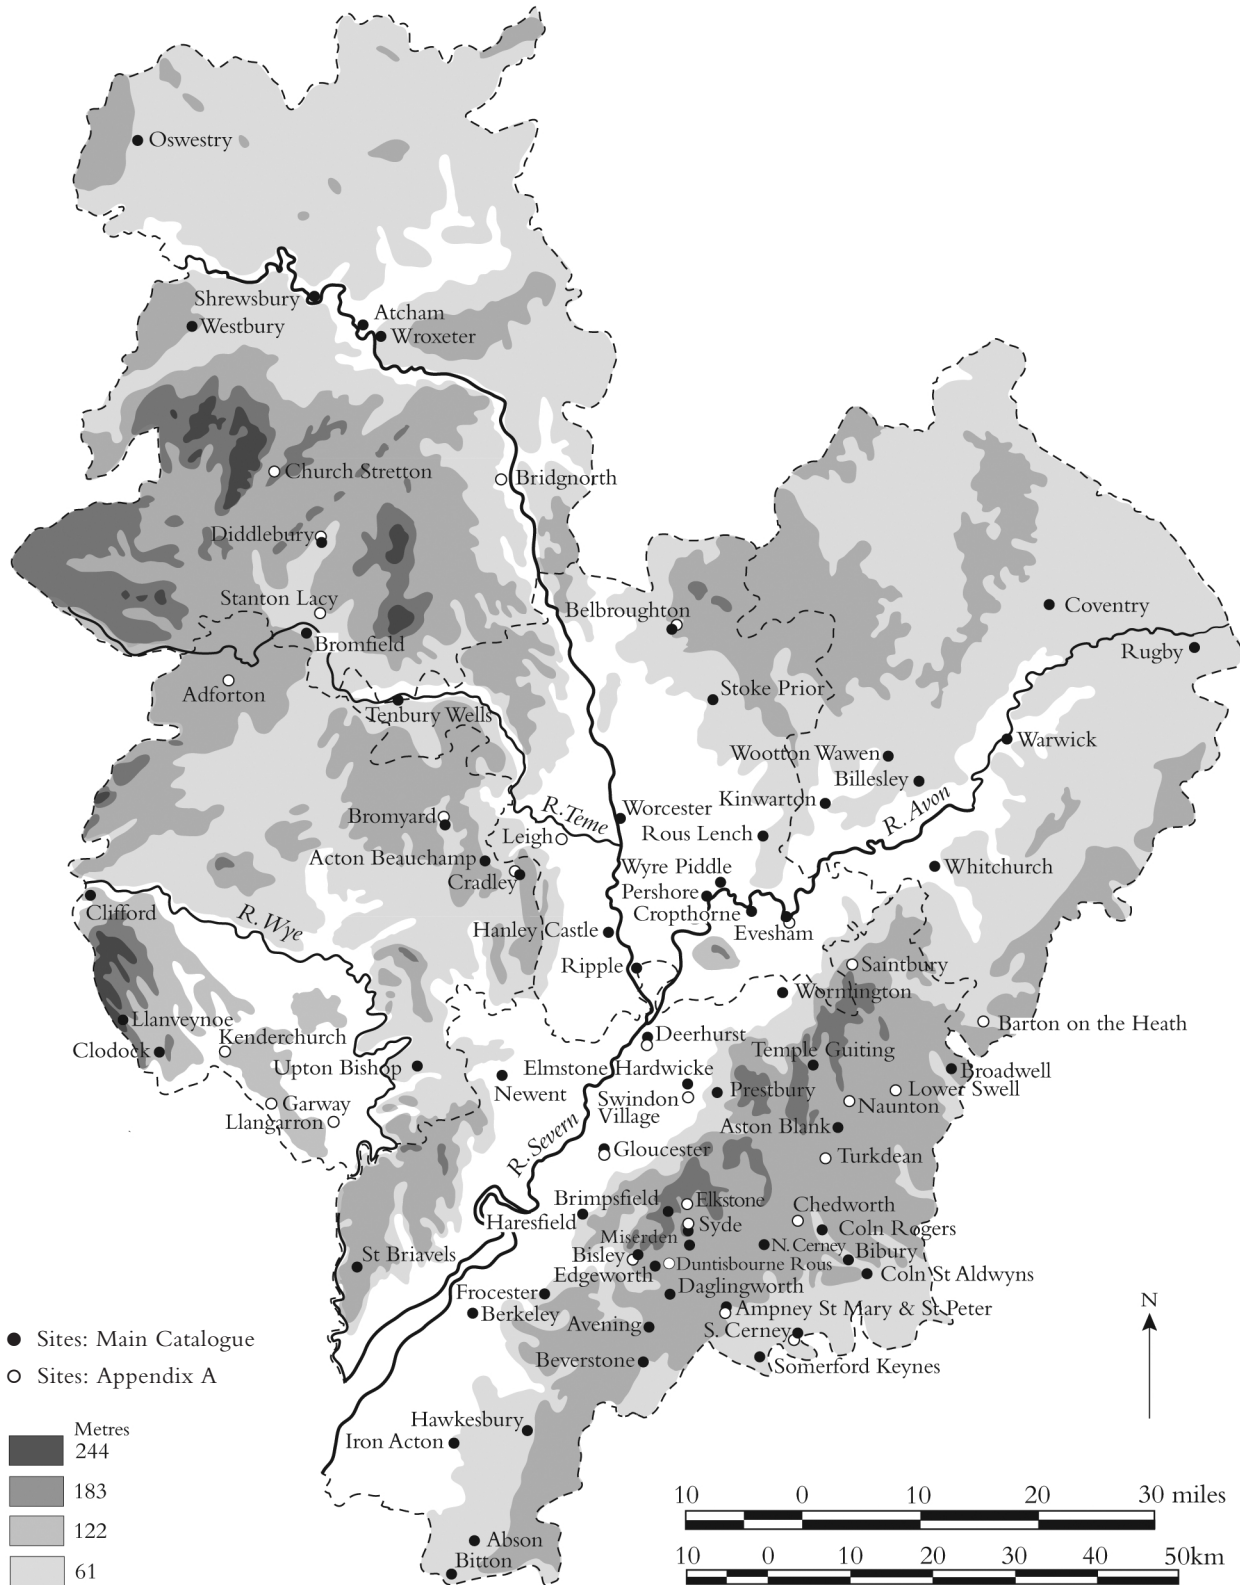 Oswestry
Shrewsbury
Atcham
Westbury
Wroxeter
Church Stretton
Bridgnorth
Diddlebury
Stanton Lacy
Belbroughton
Coventry
Bromfield
Rugby
Adforton
Stoke Prior
Tenbury Wells
Warwick
Wootton Wawen
Billesley
Kinwarton
R. Avon
R. Teme
Worcester
Bromyard
Leigh
Rous Lench
Acton Beauchamp
Wyre Piddle
Whitchurch
Cradley
Pershore
Clifford
Cropthorne
R. Wye
Hanley Castle
Evesham
Ripple
Saintbury
Wormington
Llanveynoe
Barton on the Heath
Kenderchurch
Deerhurst
Clodock
Temple Guiting
Upton Bishop
Elmstone Hardwicke
Broadwell
Newent
Prestbury
Lower Swell
Swindon
Village
Naunton
Garway
Llangarron
Aston Blank
R. Severn
Gloucester
Turkdean
Brimpsfield
Elkstone
Chedworth
Haresfield
Syde
Coln Rogers
Miserden
N. Cerney
Bibury
St Briavels
Bisley
Duntisbourne Rous
Edgeworth
Coln St Aldwyns
Daglingworth
Frocester
Berkeley
Ampney St Mary & St Peter
Avening
S. Cerney
Beverstone
Somerford Keynes
N
Sites: Main Catalogue
Sites: Appendix A
Hawkesbury
Iron Acton
Metres
244
183
122
61
Abson
Bitton
10 0 10 20 30 miles
10 0 10 20 30 40 50km